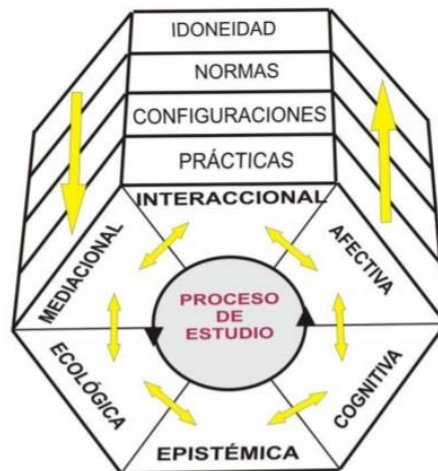 IDONEIDAD
NORMAS
CONFIGURACIONES
PRÁCTICAS
INTERACCIONAL
MEDIACIONAL
AFECTIVA
PROCESO
DE
ESTUDIO
ECOLÓGICA
COGNITIVA
EPISTÉMICA